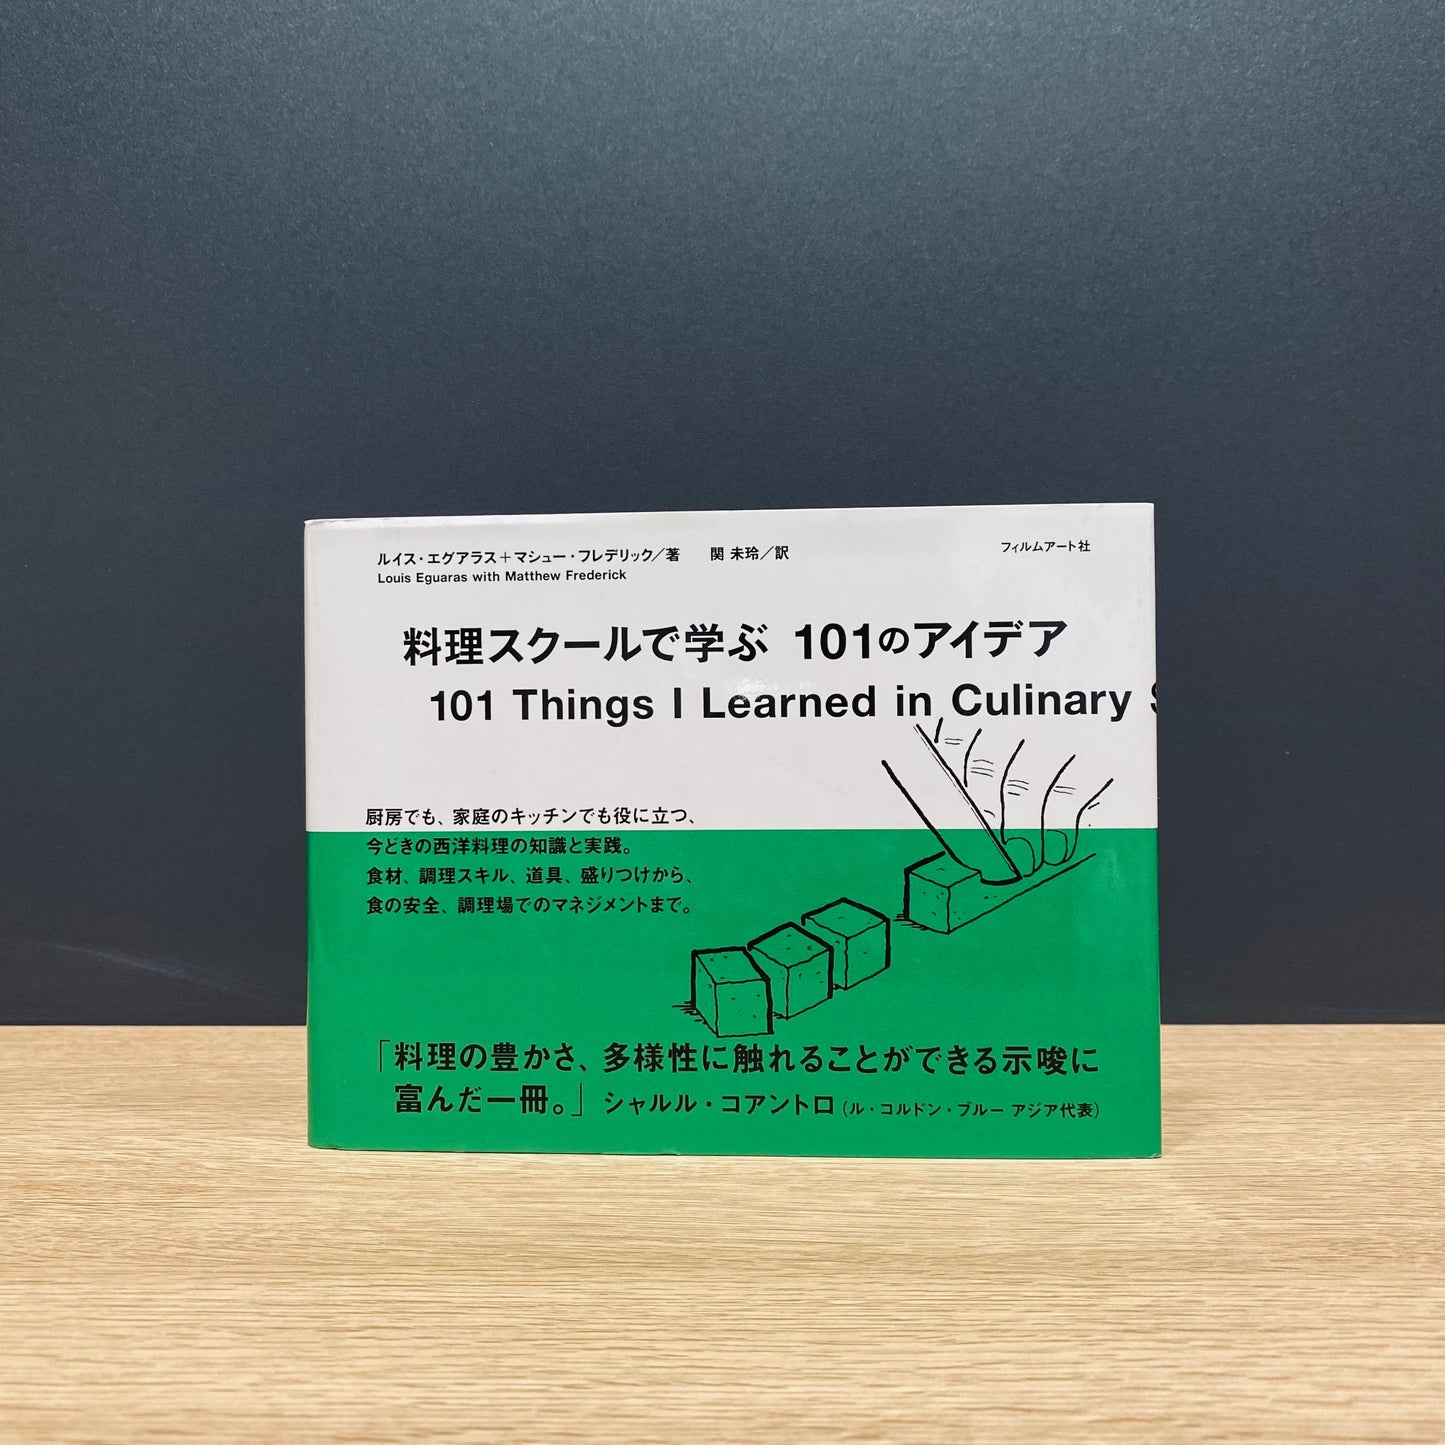 ルイス・エグアラス+マシュー・フレデリック/著 関 未玲/訳 フィルムアート社
Louis Eguaras with Matthew Frederick
料理スクールで学ぶ 101のアイデア
101 Things I Learned in Culinary S
厨房でも、家庭のキッチンでも役に立つ、
今どきの西洋料理の知識と実践。
食材、調理スキル、道具、盛りつけから、
食の安全、調理場でのマネジメントまで。
「料理の豊かさ、多様性に触れることができる示唆に
富んだ一冊。」 シャルル・コアントロ (ル・コルドン・ブルー アジア代表)